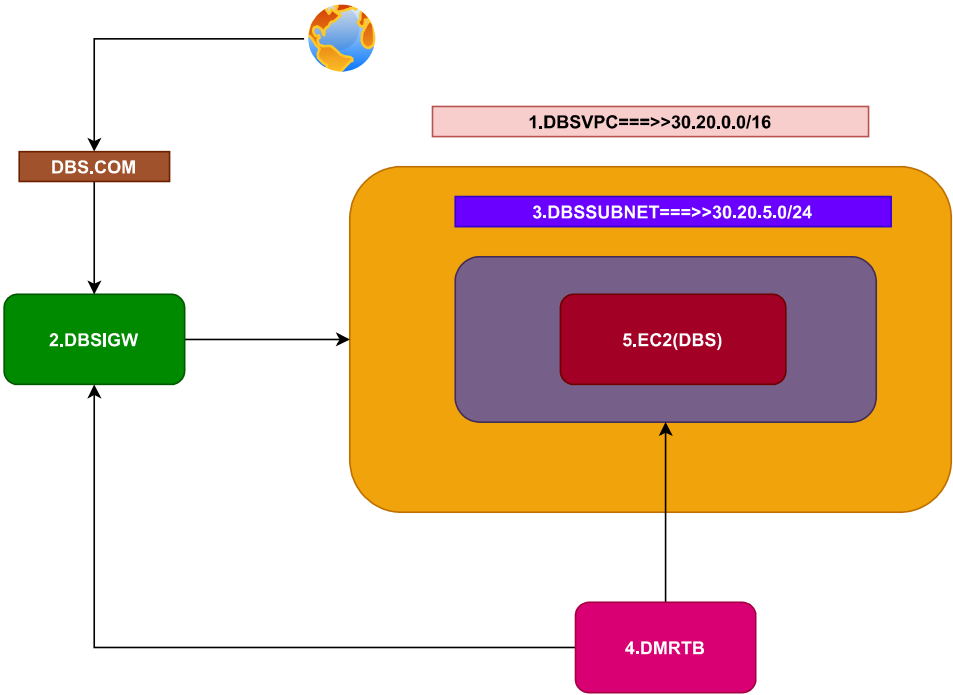 1.DBSVPC===>>30.20.0.0/16
DBS.COM
3.DBSSUBNET===>>30.20.5.0/24
2.DBSIGW
5.EC2(DBS)
4.DMRTB